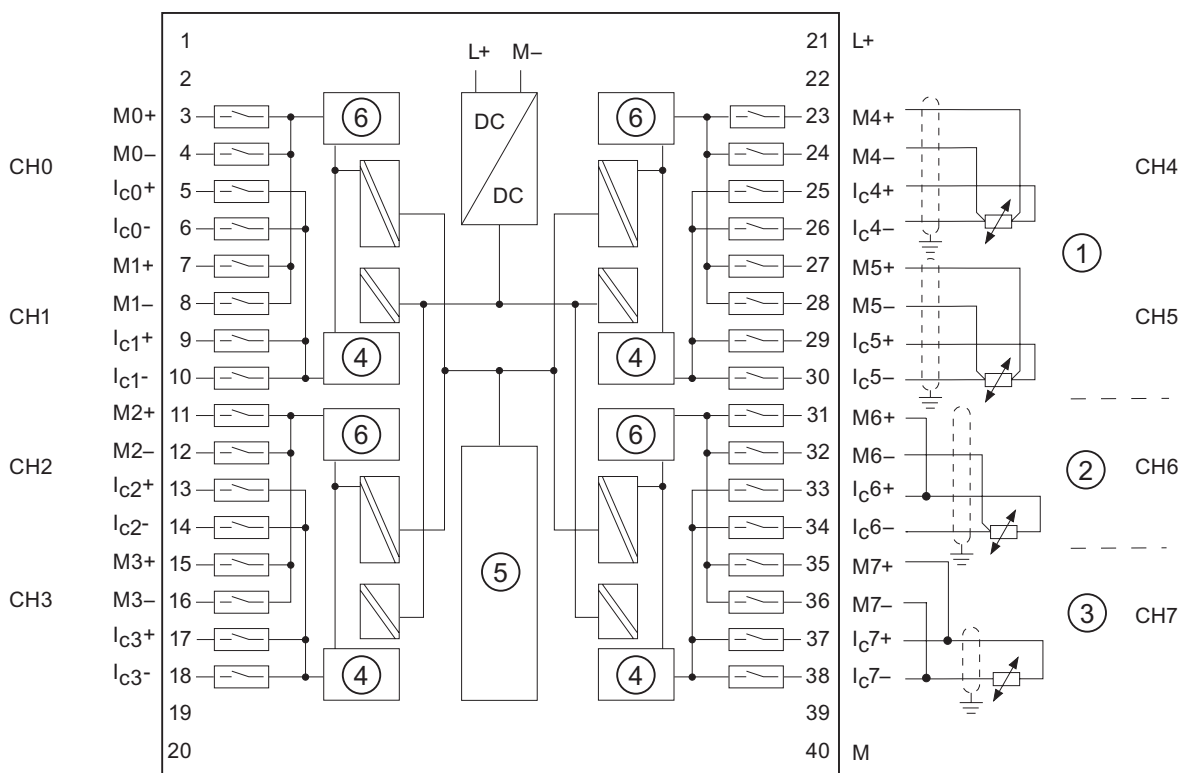 1 21 L+
L+ M–
2 22
M0+ 3 6 DC 6 23 M4+
M0– 4 24 M4–
CH0 CH4
Ic0+ 5 25 Ic4+
DC
Ic0- 6 26 Ic4–
1
M1+ 7 27 M5+
M1– 8 28 M5–
CH1 CH5
Ic1+ 9 4 4 29 Ic5+
Ic1- 10 30 Ic5–
M2+ 11 6 6 31 M6+
M2– 12 32 M6–
CH2 2 CH6
Ic2+ 13 33 Ic6+
Ic2- 14 34 Ic6–
M3+ 15 5 35 M7+
M3– 16 36 M7–
CH3 3 CH7
Ic3+ 17 37 Ic7+
Ic3- 18 4 4 38 Ic7–
19 39
20 40 M